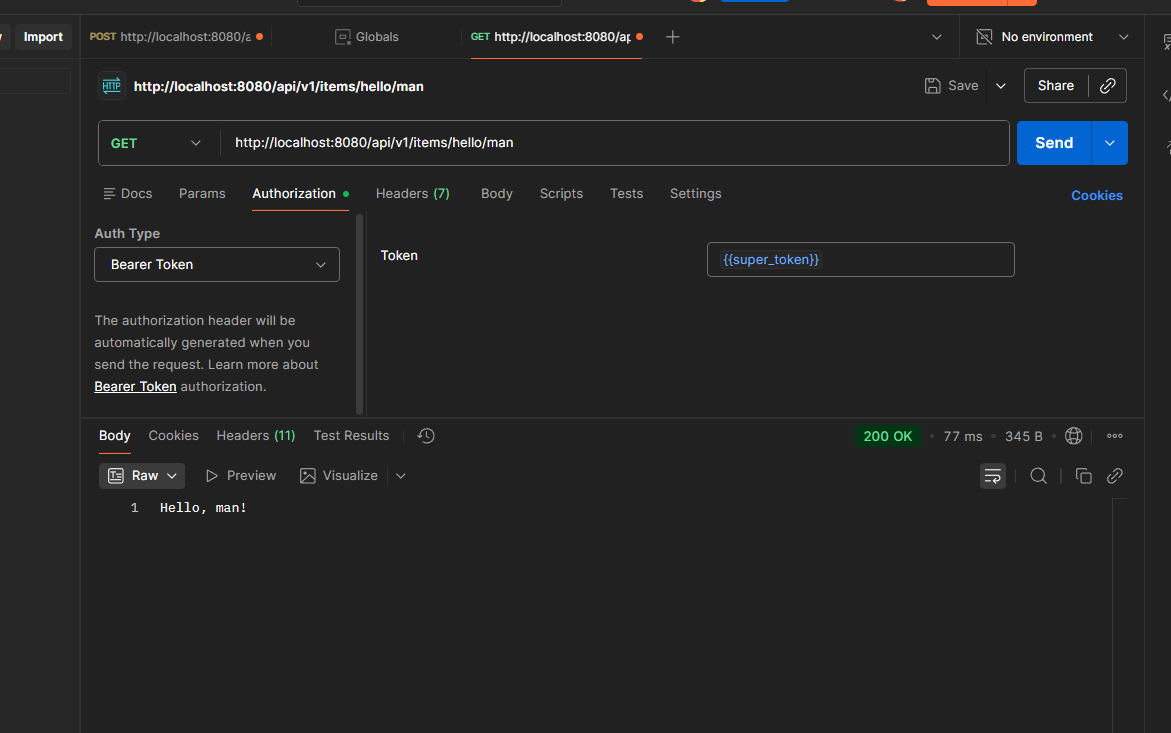 Import
POST http://localhost:8080/a
Globals
GET http://localhost:8080/ap
No environment
HTTP http://localhost:8080/api/v1/items/hello/man
Save
Share
GET
http://localhost:8080/api/v1/items/hello/man
Send
Docs Params Authorization Headers (7) Body Scripts Tests Settings
Cookies
Auth Type
Bearer Token
The authorization header will be
automatically generated when you
send the request. Learn more about
Bearer Token authorization.
Token
{{super_token}}
Body Cookies Headers (11) Test Results
200 OK • 77 ms • 345 B
Raw Preview Visualize
1 Hello, man!